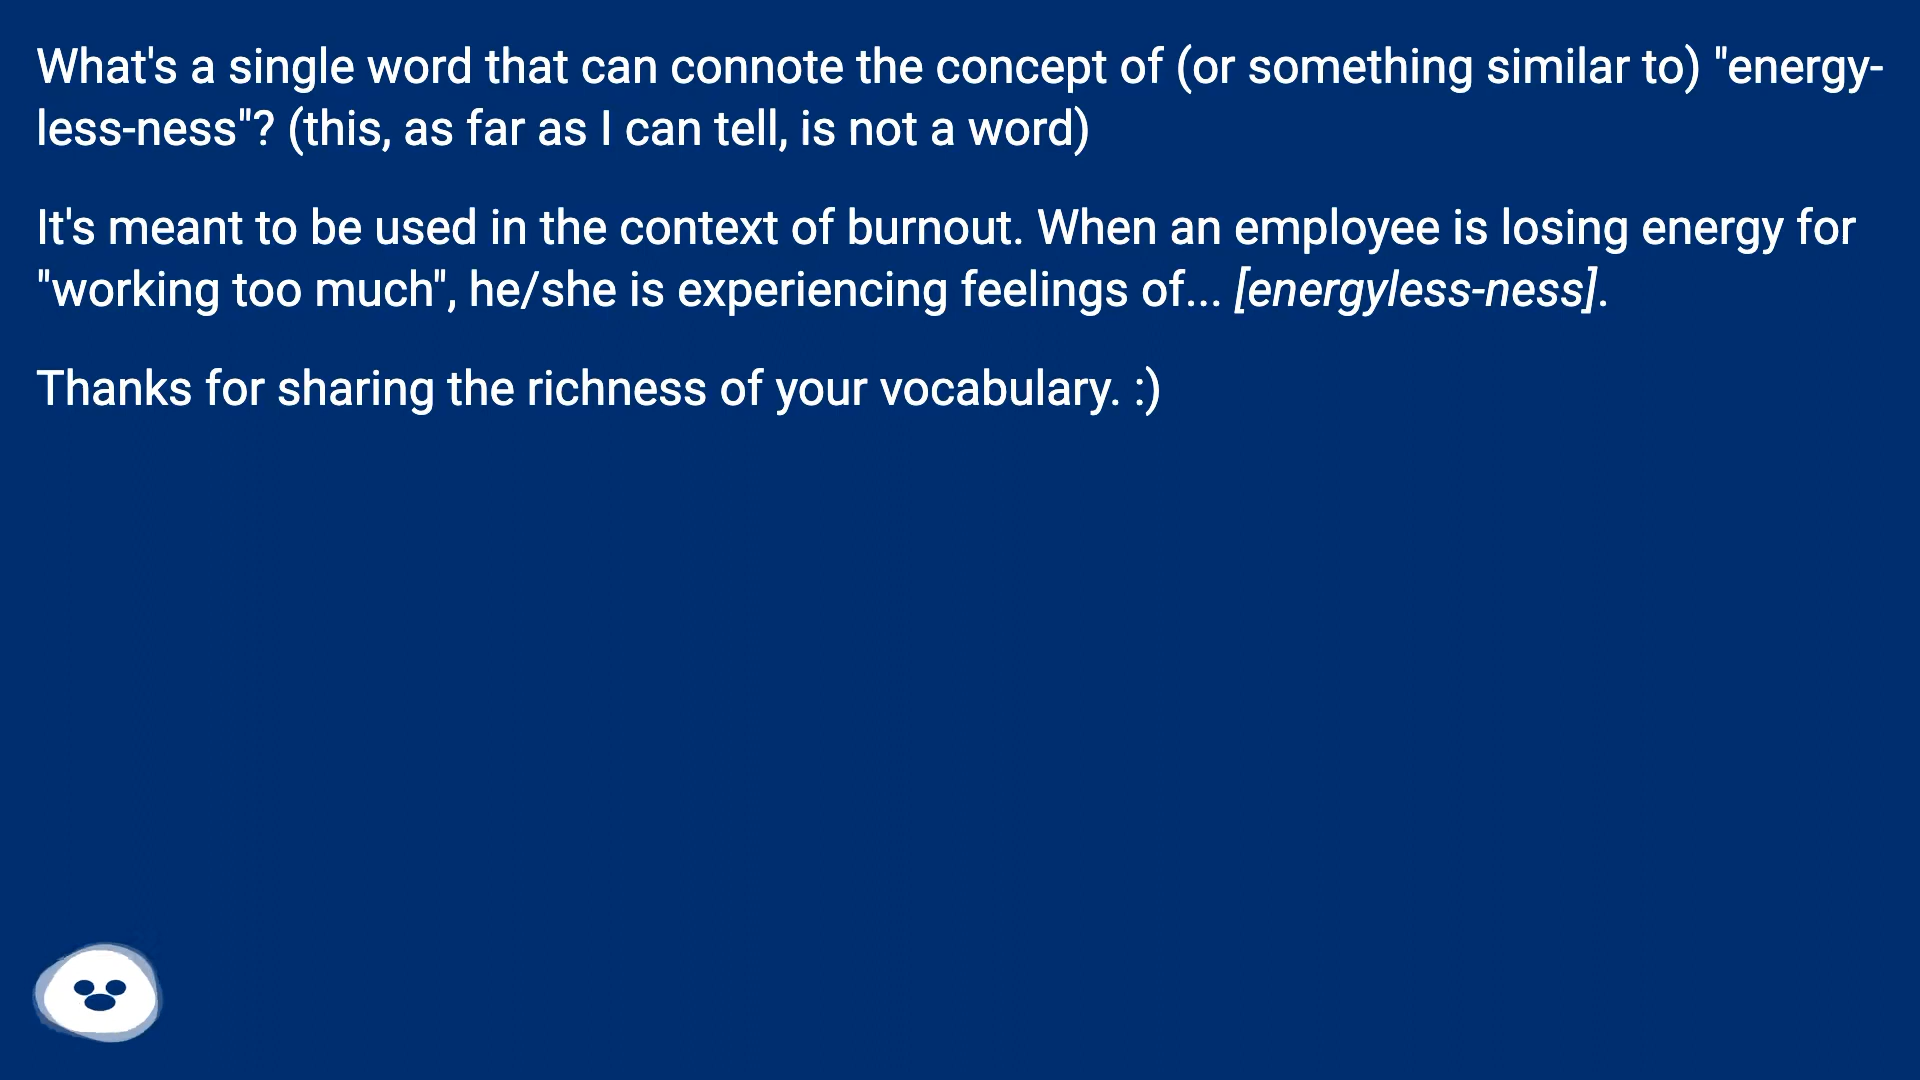 What's a single word that can connote the concept of (or something similar to) "energy-
less-ness"? (this, as far as I can tell, is not a word)
It's meant to be used in the context of burnout. When an employee is losing energy for
"working too much", he/she is experiencing feelings of... [energyless-ness].
Thanks for sharing the richness of your vocabulary. :)